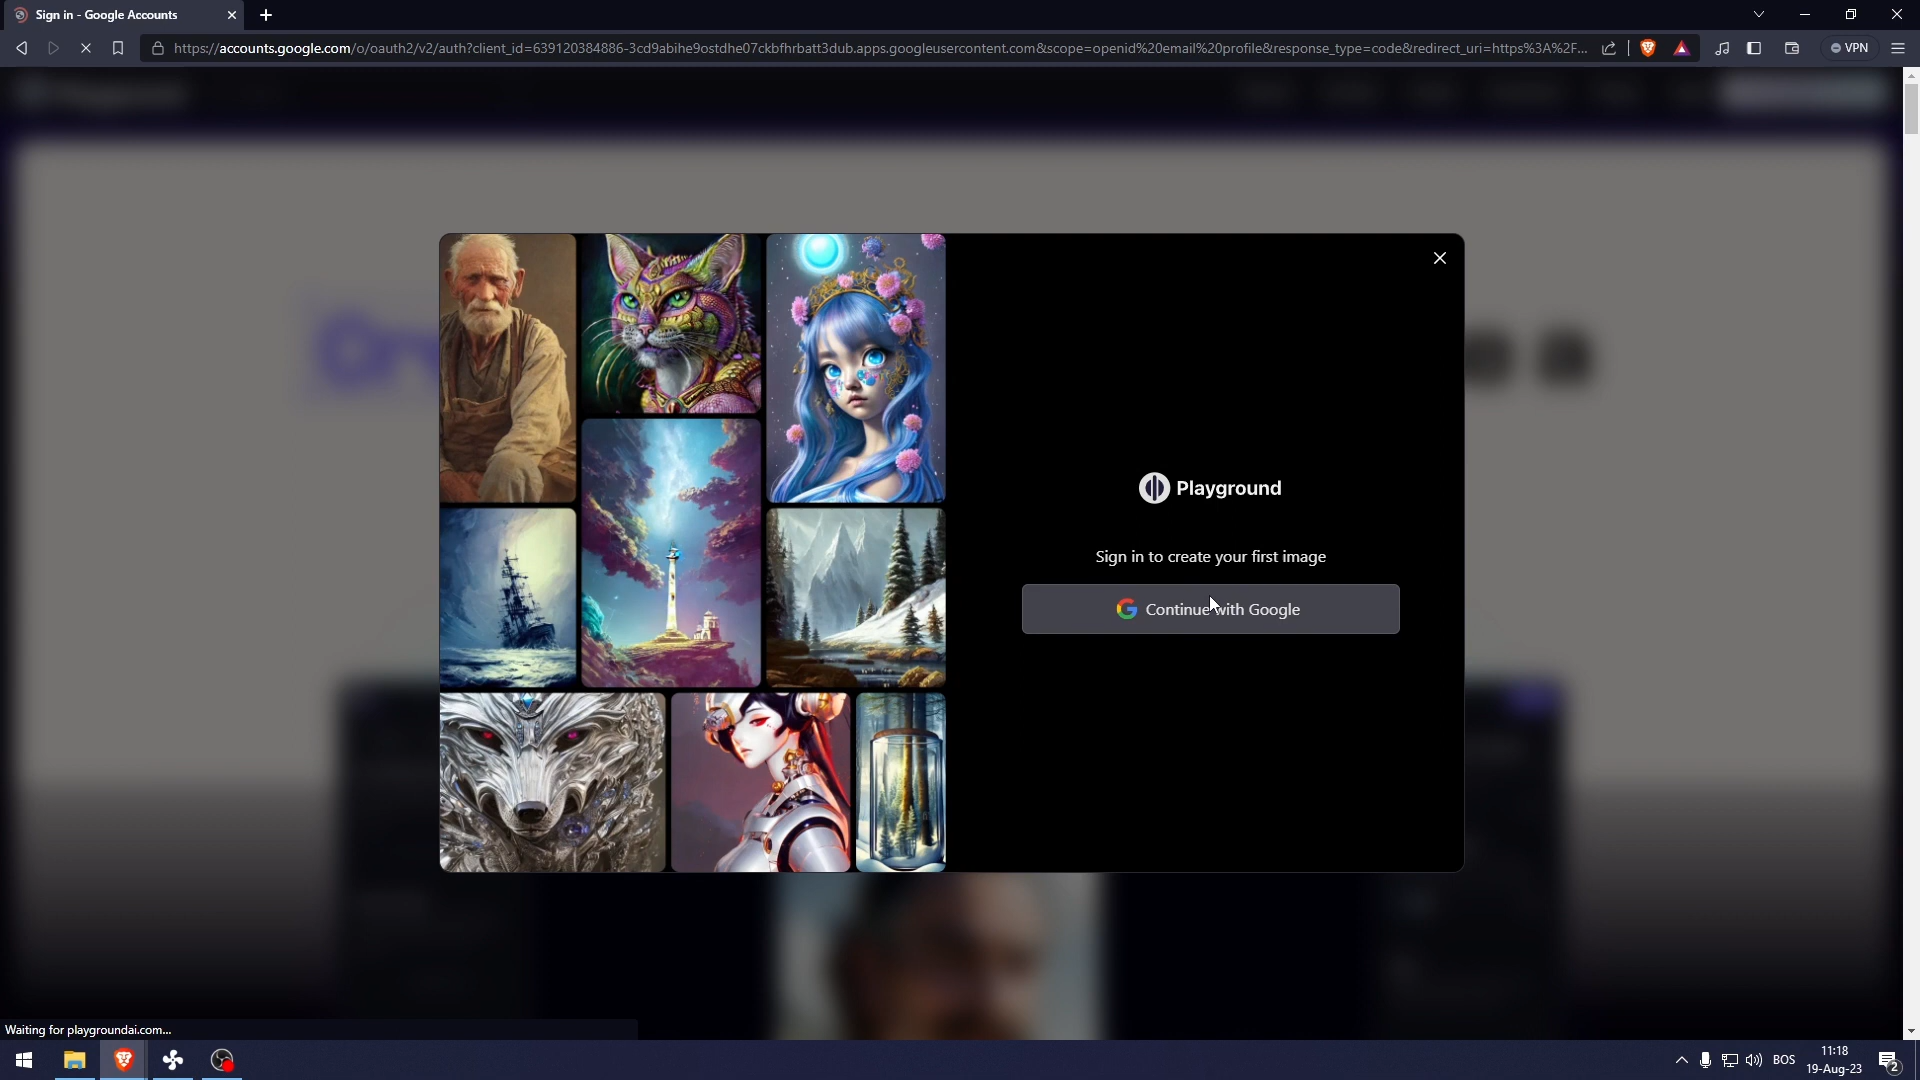 Sign in - Google Accounts
https://accounts.google.com/o/oauth2/v2/auth?client_id=639120384886-3cd9abihe9ostdhe07ckbfhrbatt3dub.apps.googleusercontent.com&scope=openid%20email%20profile&response_type=code&redirect_uri=https%3A%2F...
VPN
Playground
Sign in to create your first image
Continue with Google
Waiting for playgroundai.com...
BOS
11:18
19-Aug-23
2